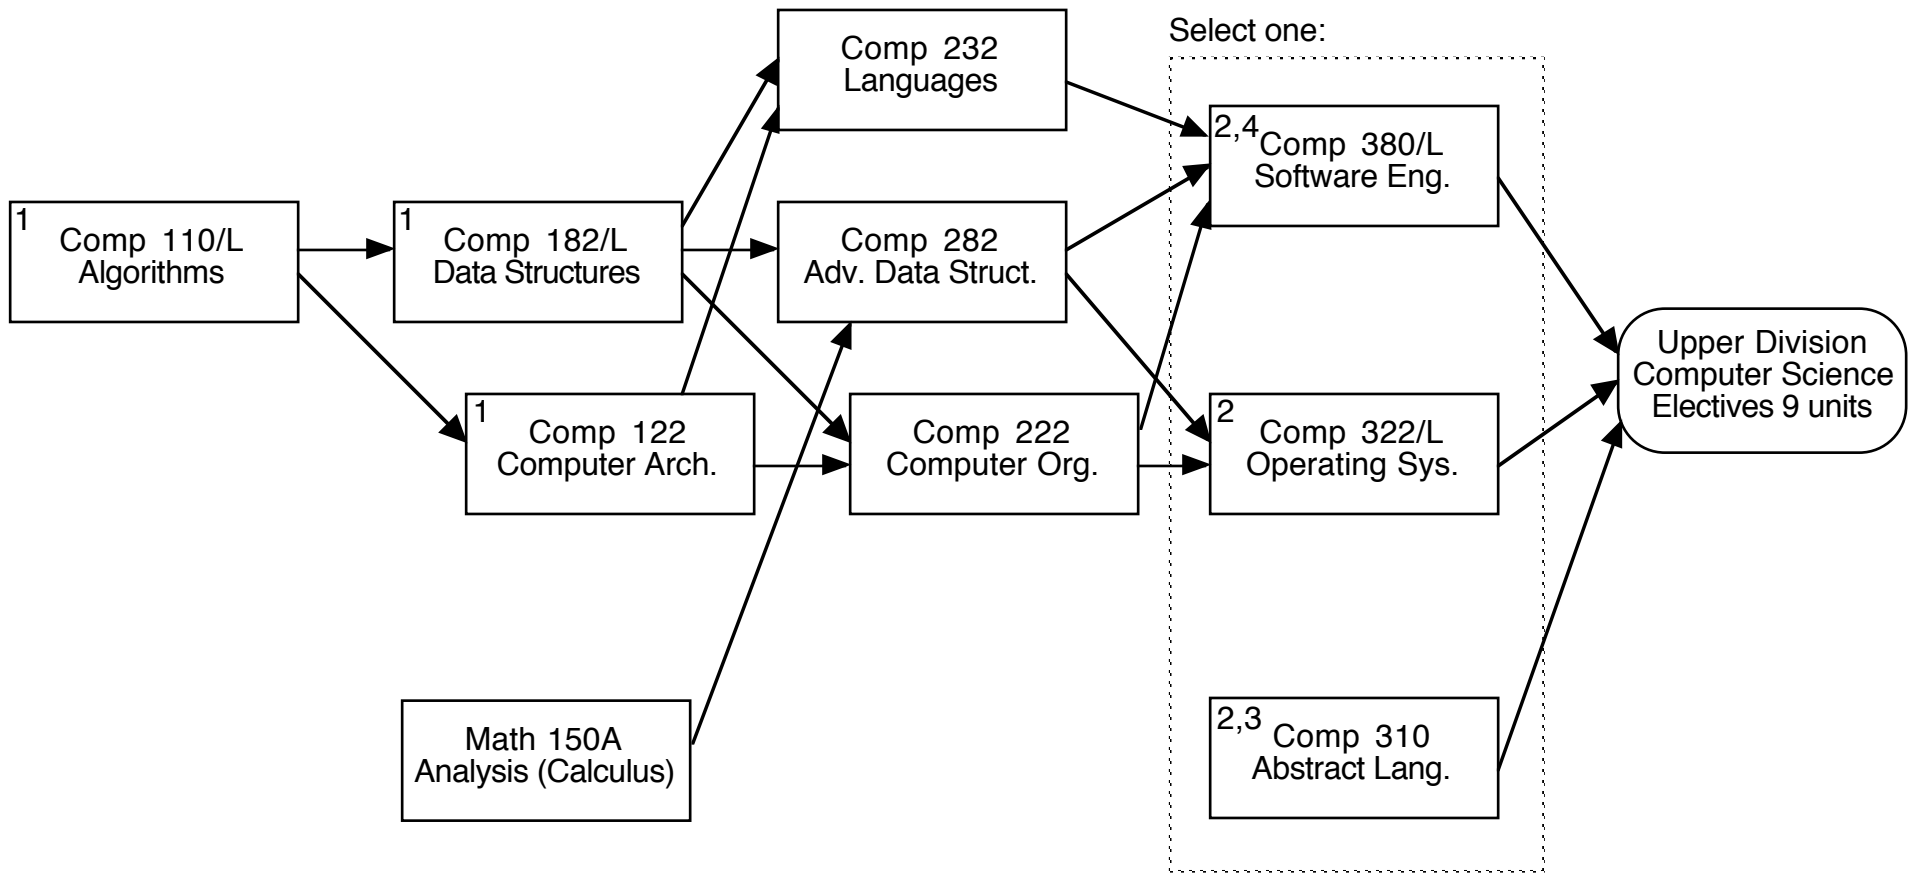 Select one:
Comp 232
Languages
2,4
Comp 380/L
Software Eng.
1
Comp 110/L
Algorithms
1
Comp 182/L
Data Structures
Comp 282
Adv. Data Struct.
Upper Division
Computer Science
Electives 9 units
1
Comp 122
Computer Arch.
Comp 222
Computer Org.
2
Comp 322/L
Operating Sys.
Math 150A
Analysis (Calculus)
2,3
Comp 310
Abstract Lang.